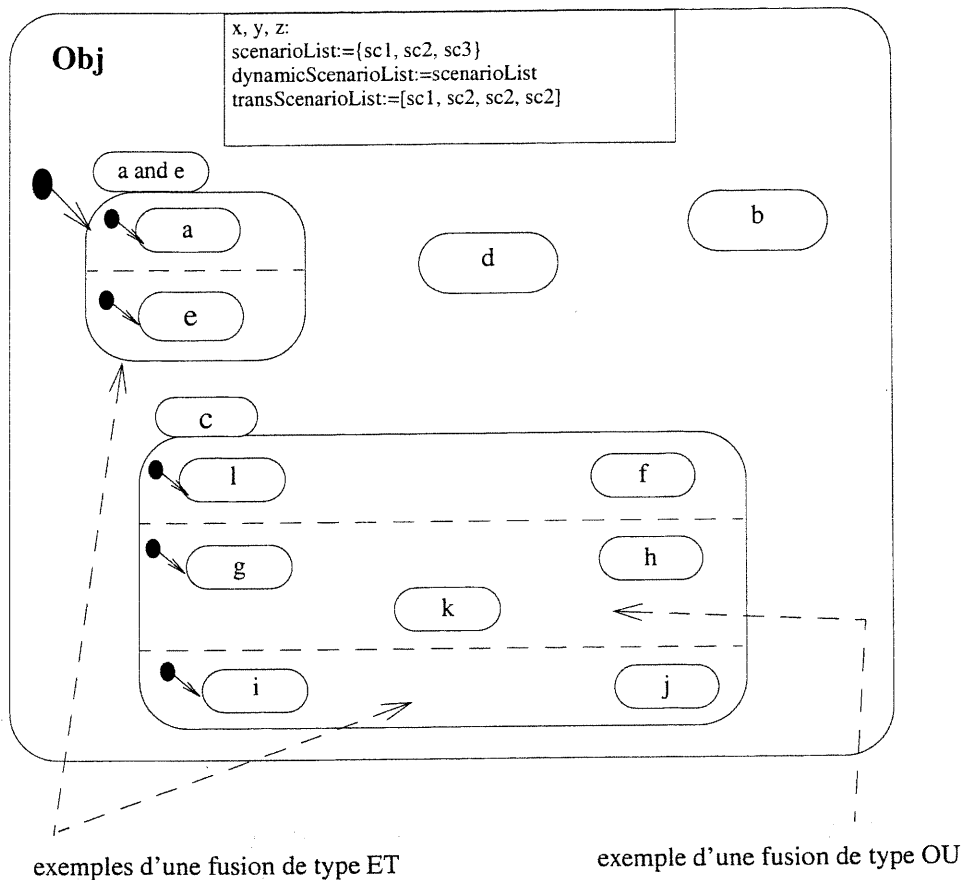 Obj
x, y, z:
scenarioList:={sc1, sc2, sc3}
dynamicScenarioList:=scenarioList
transScenarioList:=[sc1, sc2, sc2, sc2]
a and e
a
b
d
e
c
l
f
g
h
k
i
j
exemples d'une fusion de type ET
exemple d'une fusion de type OU